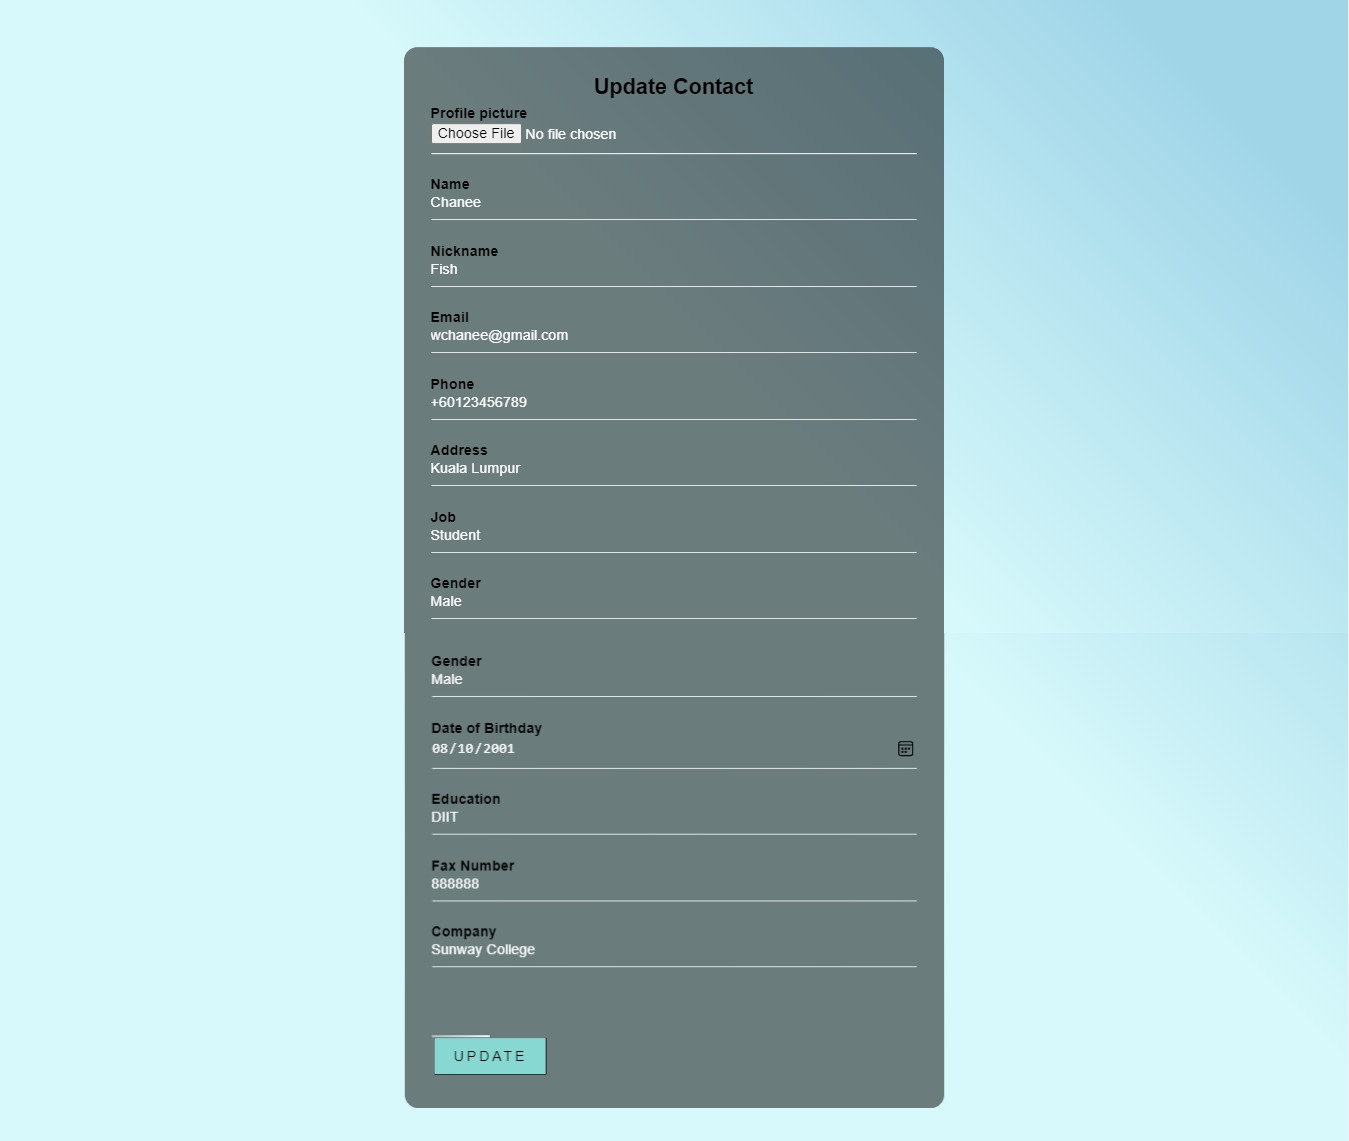 Update Contact
Profile picture
Choose File No file chosen
Name
Chanee
Nickname
Fish
Email
wchanee@gmail.com
Phone
+60123456789
Address
Kuala Lumpur
Job
Student
Gender
Male
Gender
Male
Date of Birthday
08/10/2001
Education
DIIT
Fax Number
888888
Company
Sunway College
UPDATE